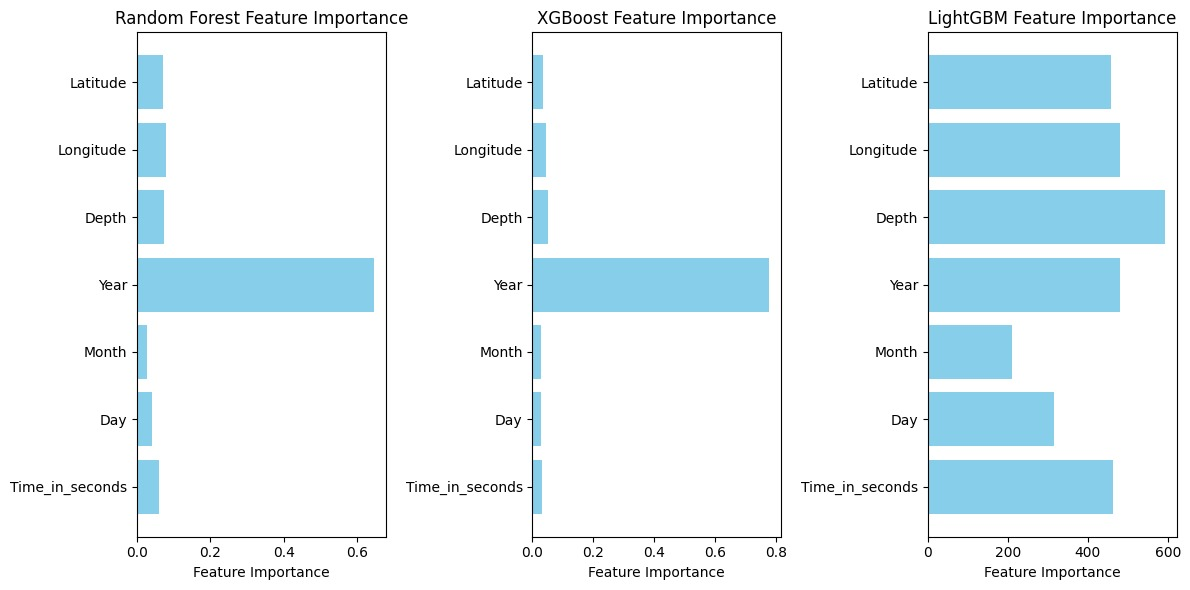 Random Forest Feature Importance
Latitude
Longitude
Depth
Year
Month
Day
Time_in_seconds
0.0 0.2 0.4 0.6
Feature Importance
XGBoost Feature Importance
Latitude
Longitude
Depth
Year
Month
Day
Time_in_seconds
0.0 0.2 0.4 0.6 0.8
Feature Importance
LightGBM Feature Importance
Latitude
Longitude
Depth
Year
Month
Day
Time_in_seconds
0 200 400 600
Feature Importance